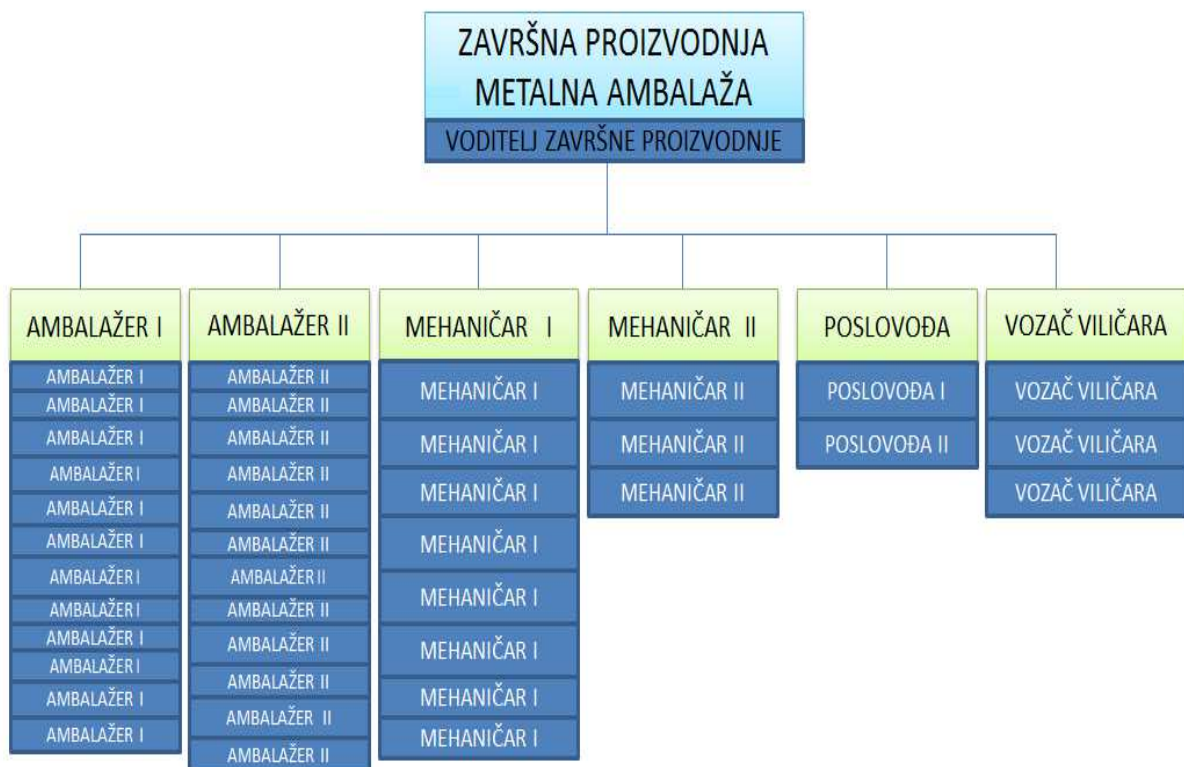 ZAVRŠNA PROIZVODNJA
METALNA AMBALAŽA
VODITELJ ZAVRŠNE PROIZVODNJE
AMBALAŽER I
AMBALAŽER I
AMBALAŽER I
AMBALAŽER I
AMBALAŽER I
AMBALAŽER I
AMBALAŽER I
AMBALAŽER I
AMBALAŽER I
AMBALAŽER I
AMBALAŽER I
AMBALAŽER I
AMBALAŽER I
AMBALAŽER II
AMBALAŽER II
AMBALAŽER II
AMBALAŽER II
AMBALAŽER II
AMBALAŽER II
AMBALAŽER II
AMBALAŽER II
AMBALAŽER II
AMBALAŽER II
AMBALAŽER II
AMBALAŽER II
AMBALAŽER II
MEHANIČAR I
MEHANIČAR I
MEHANIČAR I
MEHANIČAR I
MEHANIČAR I
MEHANIČAR I
MEHANIČAR I
MEHANIČAR I
MEHANIČAR I
MEHANIČAR II
MEHANIČAR II
MEHANIČAR II
MEHANIČAR II
POSLOVOĐA
POSLOVOĐA I
POSLOVOĐA II
VOZAČ VILIČARA
VOZAČ VILIČARA
VOZAČ VILIČARA
VOZAČ VILIČARA